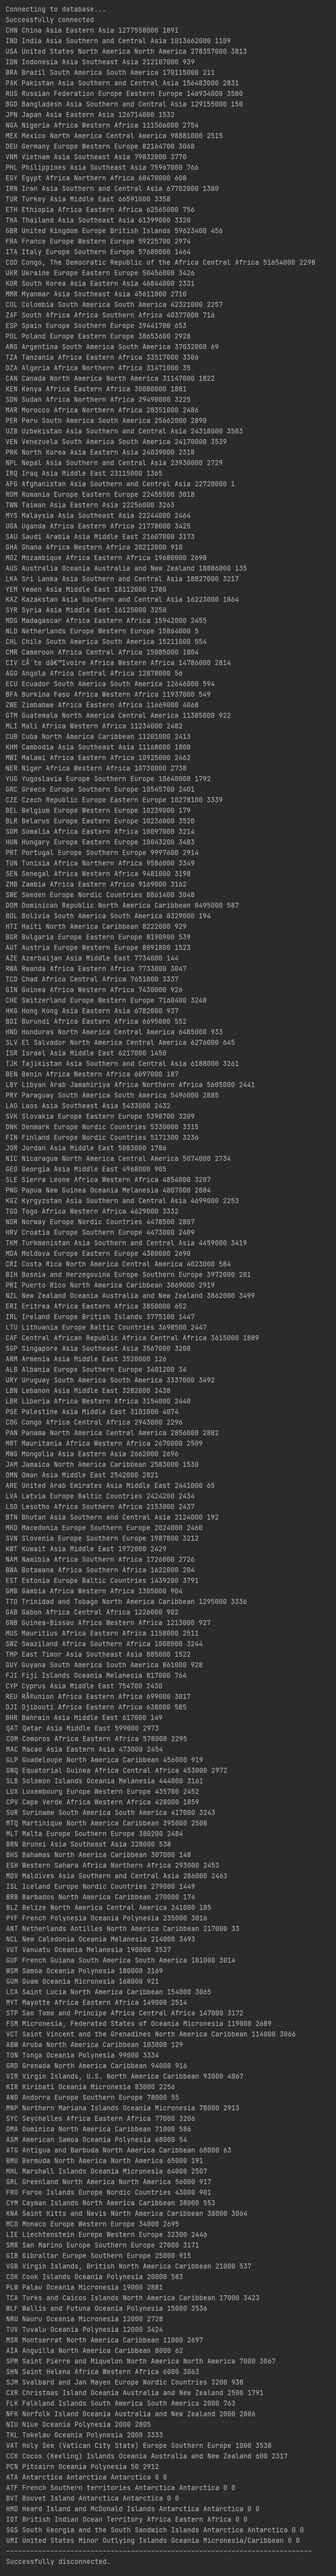 Connecting to database...
Successfully connected
CHN China Asia Eastern Asia 1277558000 1891
IND India Asia Southern and Central Asia 1013662000 1109
USA United States North America North America 278357000 3813
IDN Indonesia Asia Southeast Asia 212107000 939
BRA Brazil South America South America 170115000 211
PAK Pakistan Asia Southern and Central Asia 156483000 2831
RUS Russian Federation Europe Eastern Europe 146934000 3580
BGD Bangladesh Asia Southern and Central Asia 129155000 150
JPN Japan Asia Eastern Asia 126714000 1532
NGA Nigeria Africa Western Africa 111506000 2754
MEX Mexico North America Central America 98881000 2515
DEU Germany Europe Western Europe 82164700 3068
VNM Vietnam Asia Southeast Asia 79832000 3770
PHL Philippines Asia Southeast Asia 75967000 766
EGY Egypt Africa Northern Africa 68470000 608
IRN Iran Asia Southern and Central Asia 67702000 1380
TUR Turkey Asia Middle East 66591000 3358
ETH Ethiopia Africa Eastern Africa 62565000 756
THA Thailand Asia Southeast Asia 61399000 3320
GBR United Kingdom Europe British Islands 59623400 456
FRA France Europe Western Europe 59225700 2974
ITA Italy Europe Southern Europe 57680000 1464
COD Congo, The Democratic Republic of the Africa Central Africa 51654000 2298
UKR Ukraine Europe Eastern Europe 50456000 3426
KOR South Korea Asia Eastern Asia 46844000 2331
MMR Myanmar Asia Southeast Asia 45611000 2710
COL Colombia South America South America 42321000 2257
ZAF South Africa Africa Southern Africa 40377000 716
ESP Spain Europe Southern Europe 39441700 653
POL Poland Europe Eastern Europe 38653600 2928
ARG Argentina South America South America 37032000 69
TZA Tanzania Africa Eastern Africa 33517000 3306
DZA Algeria Africa Northern Africa 31471000 35
CAN Canada North America North America 31147000 1822
KEN Kenya Africa Eastern Africa 30080000 1881
SDN Sudan Africa Northern Africa 29490000 3225
MAR Morocco Africa Northern Africa 28351000 2486
PER Peru South America South America 25662000 2890
UZB Uzbekistan Asia Southern and Central Asia 24318000 3503
VEN Venezuela South America South America 24170000 3539
PRK North Korea Asia Eastern Asia 24039000 2318
NPL Nepal Asia Southern and Central Asia 23930000 2729
IRQ Iraq Asia Middle East 23115000 1365
AFG Afghanistan Asia Southern and Central Asia 22720000 1
ROM Romania Europe Eastern Europe 22455500 3018
TWN Taiwan Asia Eastern Asia 22256000 3263
MYS Malaysia Asia Southeast Asia 22244000 2464
UGA Uganda Africa Eastern Africa 21778000 3425
SAU Saudi Arabia Asia Middle East 21607000 3173
GHA Ghana Africa Western Africa 20212000 910
MOZ Mozambique Africa Eastern Africa 19680000 2698
AUS Australia Oceania Australia and New Zealand 18886000 135
LKA Sri Lanka Asia Southern and Central Asia 18827000 3217
YEM Yemen Asia Middle East 18112000 1780
KAZ Kazakstan Asia Southern and Central Asia 16223000 1864
SYR Syria Asia Middle East 16125000 3250
MDG Madagascar Africa Eastern Africa 15942000 2455
NLD Netherlands Europe Western Europe 15864000 5
CHL Chile South America South America 15211000 554
CMR Cameroon Africa Central Africa 15085000 1804
CIV CÃ´te dâ€™Ivoire Africa Western Africa 14786000 2814
AGO Angola Africa Central Africa 12878000 56
ECU Ecuador South America South America 12646000 594
BFA Burkina Faso Africa Western Africa 11937000 549
ZWE Zimbabwe Africa Eastern Africa 11669000 4068
GTM Guatemala North America Central America 11385000 922
MLI Mali Africa Western Africa 11234000 2482
CUB Cuba North America Caribbean 11201000 2413
KHM Cambodia Asia Southeast Asia 11168000 1800
MWI Malawi Africa Eastern Africa 10925000 2462
NER Niger Africa Western Africa 10730000 2738
YUG Yugoslavia Europe Southern Europe 10640000 1792
GRC Greece Europe Southern Europe 10545700 2401
CZE Czech Republic Europe Eastern Europe 10278100 3339
BEL Belgium Europe Western Europe 10239000 179
BLR Belarus Europe Eastern Europe 10236000 3520
SOM Somalia Africa Eastern Africa 10097000 3214
HUN Hungary Europe Eastern Europe 10043200 3483
PRT Portugal Europe Southern Europe 9997600 2914
TUN Tunisia Africa Northern Africa 9586000 3349
SEN Senegal Africa Western Africa 9481000 3198
ZMB Zambia Africa Eastern Africa 9169000 3162
SWE Sweden Europe Nordic Countries 8861400 3048
DOM Dominican Republic North America Caribbean 8495000 587
BOL Bolivia South America South America 8329000 194
HTI Haiti North America Caribbean 8222000 929
BGR Bulgaria Europe Eastern Europe 8190900 539
AUT Austria Europe Western Europe 8091800 1523
AZE Azerbaijan Asia Middle East 7734000 144
RWA Rwanda Africa Eastern Africa 7733000 3047
TCD Chad Africa Central Africa 7651000 3337
GIN Guinea Africa Western Africa 7430000 926
CHE Switzerland Europe Western Europe 7160400 3248
HKG Hong Kong Asia Eastern Asia 6782000 937
BDI Burundi Africa Eastern Africa 6695000 552
HND Honduras North America Central America 6485000 933
SLV El Salvador North America Central America 6276000 645
ISR Israel Asia Middle East 6217000 1450
TJK Tajikistan Asia Southern and Central Asia 6188000 3261
BEN Benin Africa Western Africa 6097000 187
LBY Libyan Arab Jamahiriya Africa Northern Africa 5605000 2441
PRY Paraguay South America South America 5496000 2885
LAO Laos Asia Southeast Asia 5433000 2432
SVK Slovakia Europe Eastern Europe 5398700 3209
DNK Denmark Europe Nordic Countries 5330000 3315
FIN Finland Europe Nordic Countries 5171300 3236
JOR Jordan Asia Middle East 5083000 1786
NIC Nicaragua North America Central America 5074000 2734
GEO Georgia Asia Middle East 4968000 905
SLE Sierra Leone Africa Western Africa 4854000 3207
PNG Papua New Guinea Oceania Melanesia 4807000 2884
KGZ Kyrgyzstan Asia Southern and Central Asia 4699000 2253
TGO Togo Africa Western Africa 4629000 3332
NOR Norway Europe Nordic Countries 4478500 2807
HRV Croatia Europe Southern Europe 4473000 2409
TKM Turkmenistan Asia Southern and Central Asia 4459000 3419
MDA Moldova Europe Eastern Europe 4380000 2690
CRI Costa Rica North America Central America 4023000 584
BIH Bosnia and Herzegovina Europe Southern Europe 3972000 201
PRI Puerto Rico North America Caribbean 3869000 2919
NZL New Zealand Oceania Australia and New Zealand 3862000 3499
ERI Eritrea Africa Eastern Africa 3850000 652
IRL Ireland Europe British Islands 3775100 1447
LTU Lithuania Europe Baltic Countries 3698500 2447
CAF Central African Republic Africa Central Africa 3615000 1889
SGP Singapore Asia Southeast Asia 3567000 3208
ARM Armenia Asia Middle East 3520000 126
ALB Albania Europe Southern Europe 3401200 34
URY Uruguay South America South America 3337000 3492
LBN Lebanon Asia Middle East 3282000 2438
LBR Liberia Africa Western Africa 3154000 2440
PSE Palestine Asia Middle East 3101000 4074
COG Congo Africa Central Africa 2943000 2296
PAN Panama North America Central America 2856000 2882
MRT Mauritania Africa Western Africa 2670000 2509
MNG Mongolia Asia Eastern Asia 2662000 2696
JAM Jamaica North America Caribbean 2583000 1530
OMN Oman Asia Middle East 2542000 2821
ARE United Arab Emirates Asia Middle East 2441000 65
LVA Latvia Europe Baltic Countries 2424200 2434
LSO Lesotho Africa Southern Africa 2153000 2437
BTN Bhutan Asia Southern and Central Asia 2124000 192
MKD Macedonia Europe Southern Europe 2024000 2460
SVN Slovenia Europe Southern Europe 1987800 3212
KWT Kuwait Asia Middle East 1972000 2429
NAM Namibia Africa Southern Africa 1726000 2726
BWA Botswana Africa Southern Africa 1622000 204
EST Estonia Europe Baltic Countries 1439200 3791
GMB Gambia Africa Western Africa 1305000 904
TTO Trinidad and Tobago North America Caribbean 1295000 3336
GAB Gabon Africa Central Africa 1226000 902
GNB Guinea-Bissau Africa Western Africa 1213000 927
MUS Mauritius Africa Eastern Africa 1158000 2511
SWZ Swaziland Africa Southern Africa 1008000 3244
TMP East Timor Asia Southeast Asia 885000 1522
GUY Guyana South America South America 861000 928
FJI Fiji Islands Oceania Melanesia 817000 764
CYP Cyprus Asia Middle East 754700 2430
REU RÃ©union Africa Eastern Africa 699000 3017
DJI Djibouti Africa Eastern Africa 638000 585
BHR Bahrain Asia Middle East 617000 149
QAT Qatar Asia Middle East 599000 2973
COM Comoros Africa Eastern Africa 578000 2295
MAC Macao Asia Eastern Asia 473000 2454
GLP Guadeloupe North America Caribbean 456000 919
GNQ Equatorial Guinea Africa Central Africa 453000 2972
SLB Solomon Islands Oceania Melanesia 444000 3161
LUX Luxembourg Europe Western Europe 435700 2452
CPV Cape Verde Africa Western Africa 428000 1859
SUR Suriname South America South America 417000 3243
MTQ Martinique North America Caribbean 395000 2508
MLT Malta Europe Southern Europe 380200 2484
BRN Brunei Asia Southeast Asia 328000 538
BHS Bahamas North America Caribbean 307000 148
ESH Western Sahara Africa Northern Africa 293000 2453
MDV Maldives Asia Southern and Central Asia 286000 2463
ISL Iceland Europe Nordic Countries 279000 1449
BRB Barbados North America Caribbean 270000 174
BLZ Belize North America Central America 241000 185
PYF French Polynesia Oceania Polynesia 235000 3016
ANT Netherlands Antilles North America Caribbean 217000 33
NCL New Caledonia Oceania Melanesia 214000 3493
VUT Vanuatu Oceania Melanesia 190000 3537
GUF French Guiana South America South America 181000 3014
WSM Samoa Oceania Polynesia 180000 3169
GUM Guam Oceania Micronesia 168000 921
LCA Saint Lucia North America Caribbean 154000 3065
MYT Mayotte Africa Eastern Africa 149000 2514
STP Sao Tome and Principe Africa Central Africa 147000 3172
FSM Micronesia, Federated States of Oceania Micronesia 119000 2689
VCT Saint Vincent and the Grenadines North America Caribbean 114000 3066
ABW Aruba North America Caribbean 103000 129
TON Tonga Oceania Polynesia 99000 3334
GRD Grenada North America Caribbean 94000 916
VIR Virgin Islands, U.S. North America Caribbean 93000 4067
KIR Kiribati Oceania Micronesia 83000 2256
AND Andorra Europe Southern Europe 78000 55
MNP Northern Mariana Islands Oceania Micronesia 78000 2913
SYC Seychelles Africa Eastern Africa 77000 3206
DMA Dominica North America Caribbean 71000 586
ASM American Samoa Oceania Polynesia 68000 54
ATG Antigua and Barbuda North America Caribbean 68000 63
BMU Bermuda North America North America 65000 191
MHL Marshall Islands Oceania Micronesia 64000 2507
GRL Greenland North America North America 56000 917
FRO Faroe Islands Europe Nordic Countries 43000 901
CYM Cayman Islands North America Caribbean 38000 553
KNA Saint Kitts and Nevis North America Caribbean 38000 3064
MCO Monaco Europe Western Europe 34000 2695
LIE Liechtenstein Europe Western Europe 32300 2446
SMR San Marino Europe Southern Europe 27000 3171
GIB Gibraltar Europe Southern Europe 25000 915
VGB Virgin Islands, British North America Caribbean 21000 537
COK Cook Islands Oceania Polynesia 20000 583
PLW Palau Oceania Micronesia 19000 2881
TCA Turks and Caicos Islands North America Caribbean 17000 3423
WLF Wallis and Futuna Oceania Polynesia 15000 3536
NRU Nauru Oceania Micronesia 12000 2728
TUV Tuvalu Oceania Polynesia 12000 3424
MSR Montserrat North America Caribbean 11000 2697
AIA Anguilla North America Caribbean 8000 62
SPM Saint Pierre and Miquelon North America North America 7000 3067
SHN Saint Helena Africa Western Africa 6000 3063
SJM Svalbard and Jan Mayen Europe Nordic Countries 3200 938
CXR Christmas Island Oceania Australia and New Zealand 2500 1791
FLK Falkland Islands South America South America 2000 763
NFK Norfolk Island Oceania Australia and New Zealand 2000 2806
NIU Niue Oceania Polynesia 2000 2805
TKL Tokelau Oceania Polynesia 2000 3333
VAT Holy See (Vatican City State) Europe Southern Europe 1000 3538
CCK Cocos (Keeling) Islands Oceania Australia and New Zealand 600 2317
PCN Pitcairn Oceania Polynesia 50 2912
ATA Antarctica Antarctica Antarctica 0 0
ATF French Southern territories Antarctica Antarctica 0 0
BVT Bouvet Island Antarctica Antarctica 0 0
HMD Heard Island and McDonald Islands Antarctica Antarctica 0 0
IOT British Indian Ocean Territory Africa Eastern Africa 0 0
SGS South Georgia and the South Sandwich Islands Antarctica Antarctica 0 0
UMI United States Minor Outlying Islands Oceania Micronesia/Caribbean 0 0
--------------------------------------------------------------------------------
Successfully disconnected.